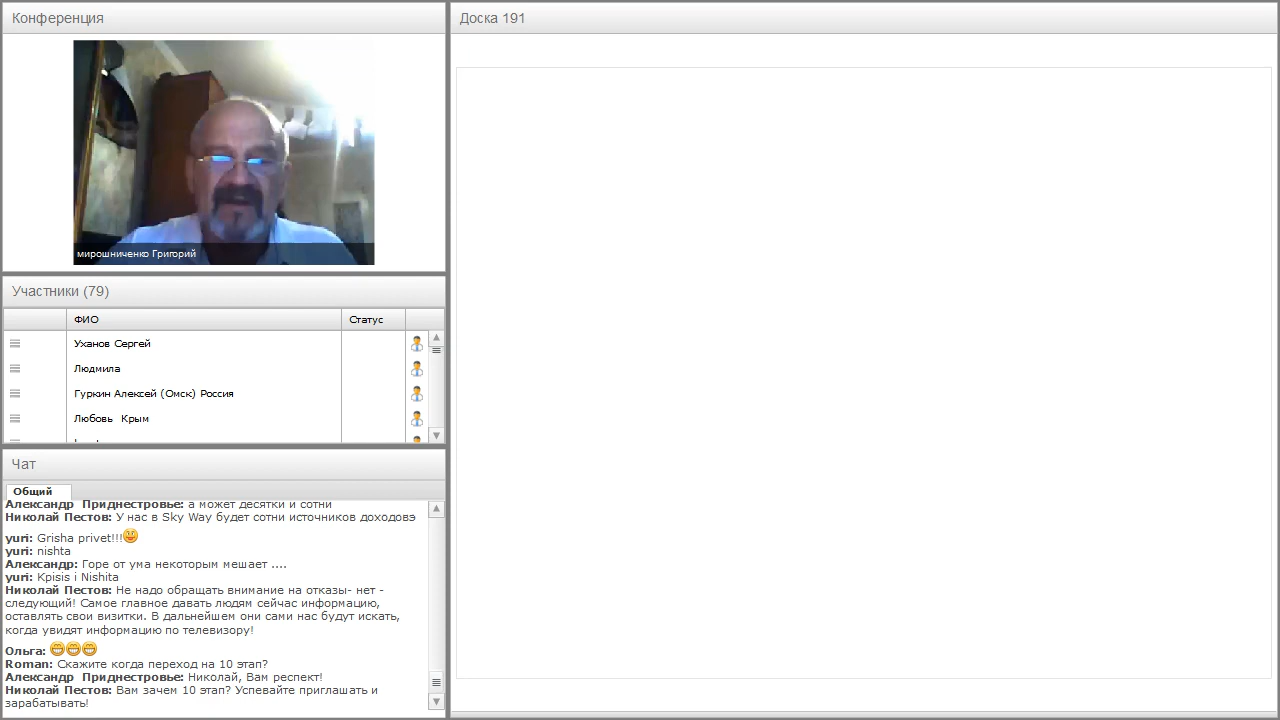 Конференция
мирошниченко Григорий
Участники (79)
ФИО Статус
Уханов Сергей
Людмила
Гуркин Алексей (Омск) Россия
Любовь Крым
Чат
Общий
Александр Приднестровье: а может десятки и сотни
Николай Пестов: У нас в Sky Way будет сотни источников доходовэ
yuri: Grisha privet!!!
yuri: nishta
Александр: Горе от ума некоторым мешает ....
yuri: Kpisis i Nishita
Николай Пестов: Не надо обращать внимание на отказы- нет -
следующий! Самое главное давать людям сейчас информацию,
оставлять свои визитки. В дальнейшем они сами нас будут искать,
когда увидят информацию по телевизору!
Ольга:
Roman: Скажите когда переход на 10 этап?
Александр Приднестровье: Николай, Вам респект!
Николай Пестов: Вам зачем 10 этап? Успевайте приглашать и
зарабатывать!
Доска 191